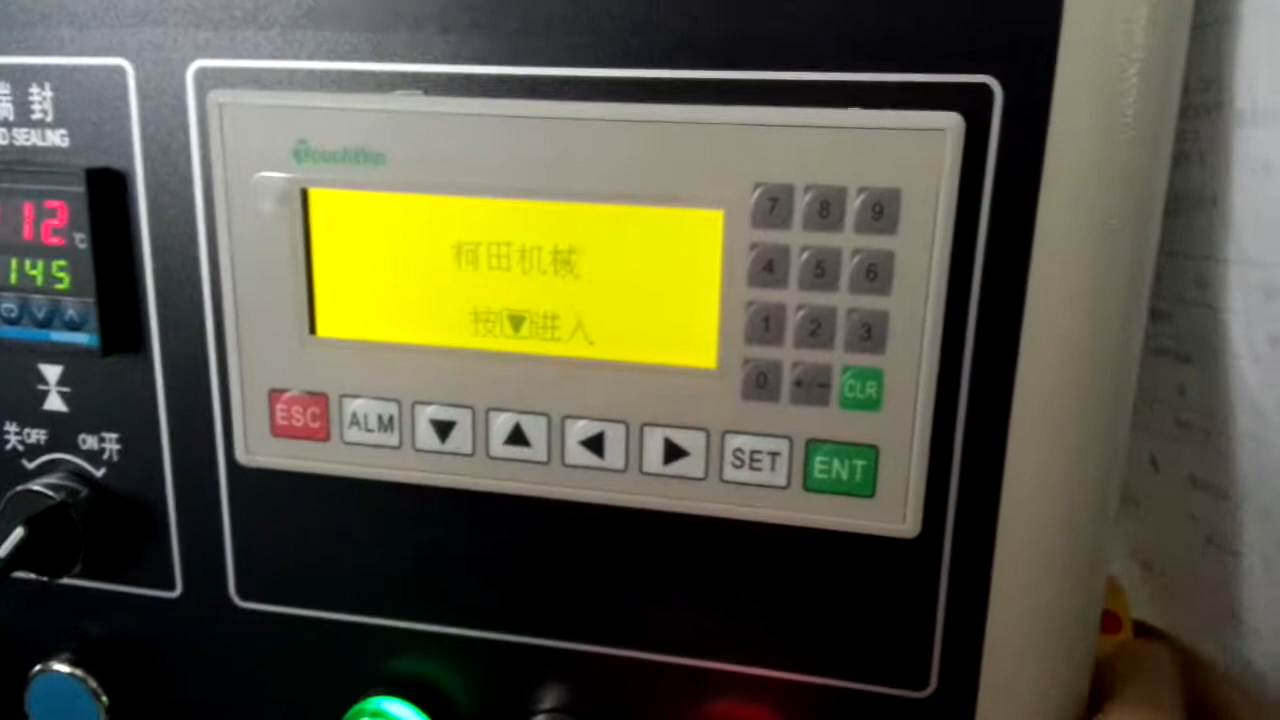 封
SEALING
12
℃
145
关OFF
ON开
TouchWin
柯田机械
按▼进入
7 8 9
4 5 6
1 2 3
0 +/- CLR
ESC ALM ▼ ▲ ◀ ▶ SET ENT